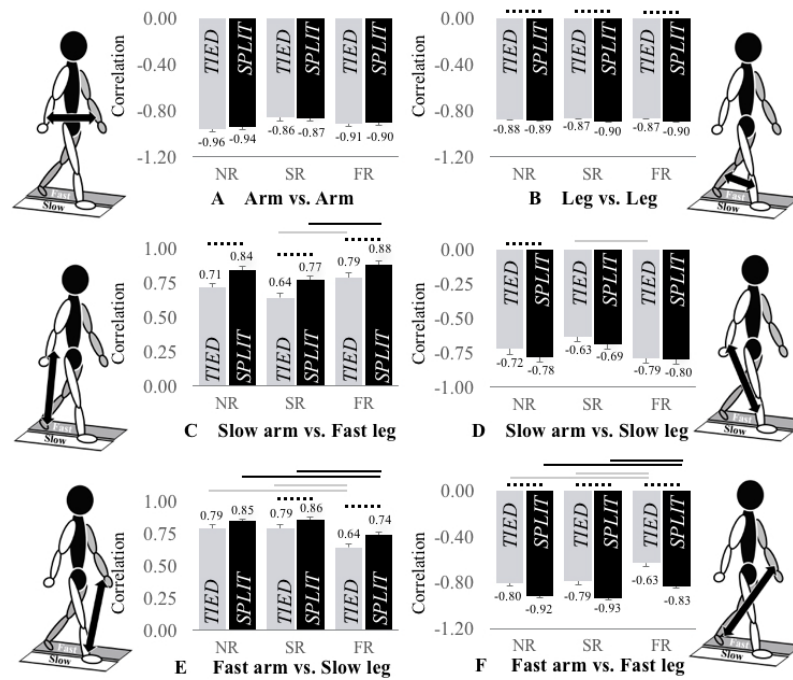 Fast
Slow
Correlation
0.00
-0.40
-0.80
-1.20
TIED
SPLIT
TIED
SPLIT
TIED
SPLIT
-0.96 -0.94
-0.86 -0.87
-0.91 -0.90
NR SR FR
A Arm vs. Arm
Correlation
0.00
-0.40
-0.80
-1.20
TIED
SPLIT
TIED
SPLIT
TIED
SPLIT
-0.88 -0.89
-0.87 -0.90
-0.87 -0.90
NR SR FR
B Leg vs. Leg
Fast
Slow
Fast
Slow
Correlation
1.00
0.75
0.50
0.25
0.00
0.71 0.84
0.64 0.77
0.79 0.88
TIED
SPLIT
TIED
SPLIT
TIED
SPLIT
NR SR FR
C Slow arm vs. Fast leg
Correlation
0.00
-0.25
-0.50
-0.75
-1.00
TIED
SPLIT
TIED
SPLIT
TIED
SPLIT
-0.72 -0.78
-0.63 -0.69
-0.79 -0.80
NR SR FR
D Slow arm vs. Slow leg
Fast
Slow
Fast
Slow
Correlation
1.00
0.75
0.50
0.25
0.00
0.79 0.85
0.79 0.86
0.64 0.74
TIED
SPLIT
TIED
SPLIT
TIED
SPLIT
NR SR FR
E Fast arm vs. Slow leg
Correlation
0.00
-0.40
-0.80
-1.20
TIED
SPLIT
TIED
SPLIT
TIED
SPLIT
-0.80 -0.92
-0.79 -0.93
-0.63 -0.83
NR SR FR
F Fast arm vs. Fast leg
Fast
Slow